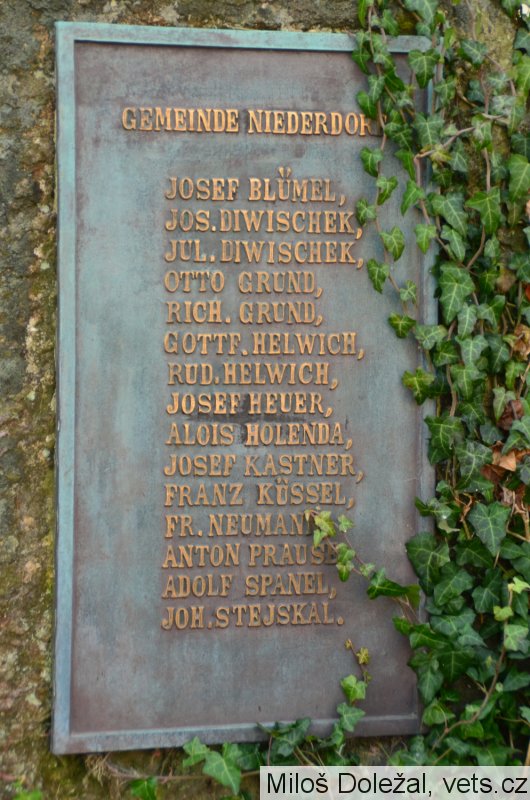 GEMEINDE NIEDERDORF
JOSEF BLÜMEL,
JOS. DIWISCHEK,
JUL. DIWISCHEK,
OTTO GRUND,
RICH. GRUND,
GOTTF. HELWICH,
RUD. HELWICH,
JOSEF HEUER,
ALOIS HOLENDA,
JOSEF KASTNER,
FRANZ KÜSSEL,
FR. NEUMANN,
ANTON PRAUSE,
ADOLF SPANEL,
JOH. STEJSKAL.
Miloš Doležal, vets.cz